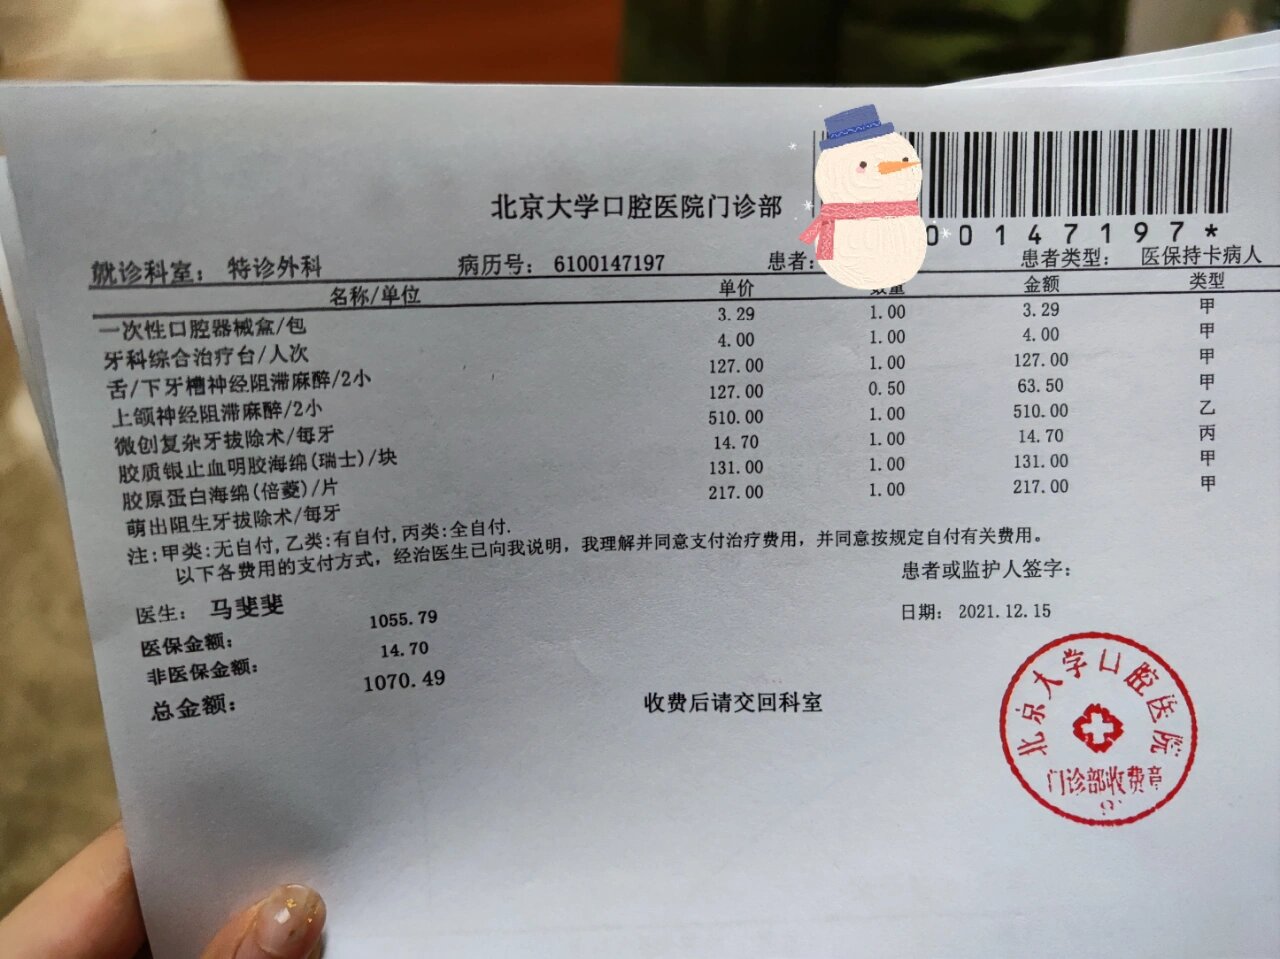 北京大学口腔医院门诊部
00147197*
就诊科室： 特诊外科 病历号： 6100147197 患者： 患者类型： 医保持卡病人
名称/单位 单价 数量 金额 类型
一次性口腔器械盒/包 3.29 1.00 3.29 甲
牙科综合治疗台/人次 4.00 1.00 4.00 甲
舌/下牙槽神经阻滞麻醉/2小 127.00 1.00 127.00 甲
上颌神经阻滞麻醉/2小 127.00 0.50 63.50 甲
微创复杂牙拔除术/每牙 510.00 1.00 510.00 乙
胶质银止血明胶海绵(瑞士)/块 14.70 1.00 14.70 丙
胶原蛋白海绵(倍菱)/片 131.00 1.00 131.00 甲
萌出阻生牙拔除术/每牙 217.00 1.00 217.00 甲
注:甲类:无自付,乙类:有自付,丙类:全自付.
以下各费用的支付方式，经治医生已向我说明，我理解并同意支付治疗费用，并同意按规定自付有关费用。
患者或监护人签字：
医生： 马斐斐 日期： 2021.12.15
医保金额： 1055.79
非医保金额： 14.70
总金额： 1070.49
收费后请交回科室
北京大学口腔医院
门诊部收费章